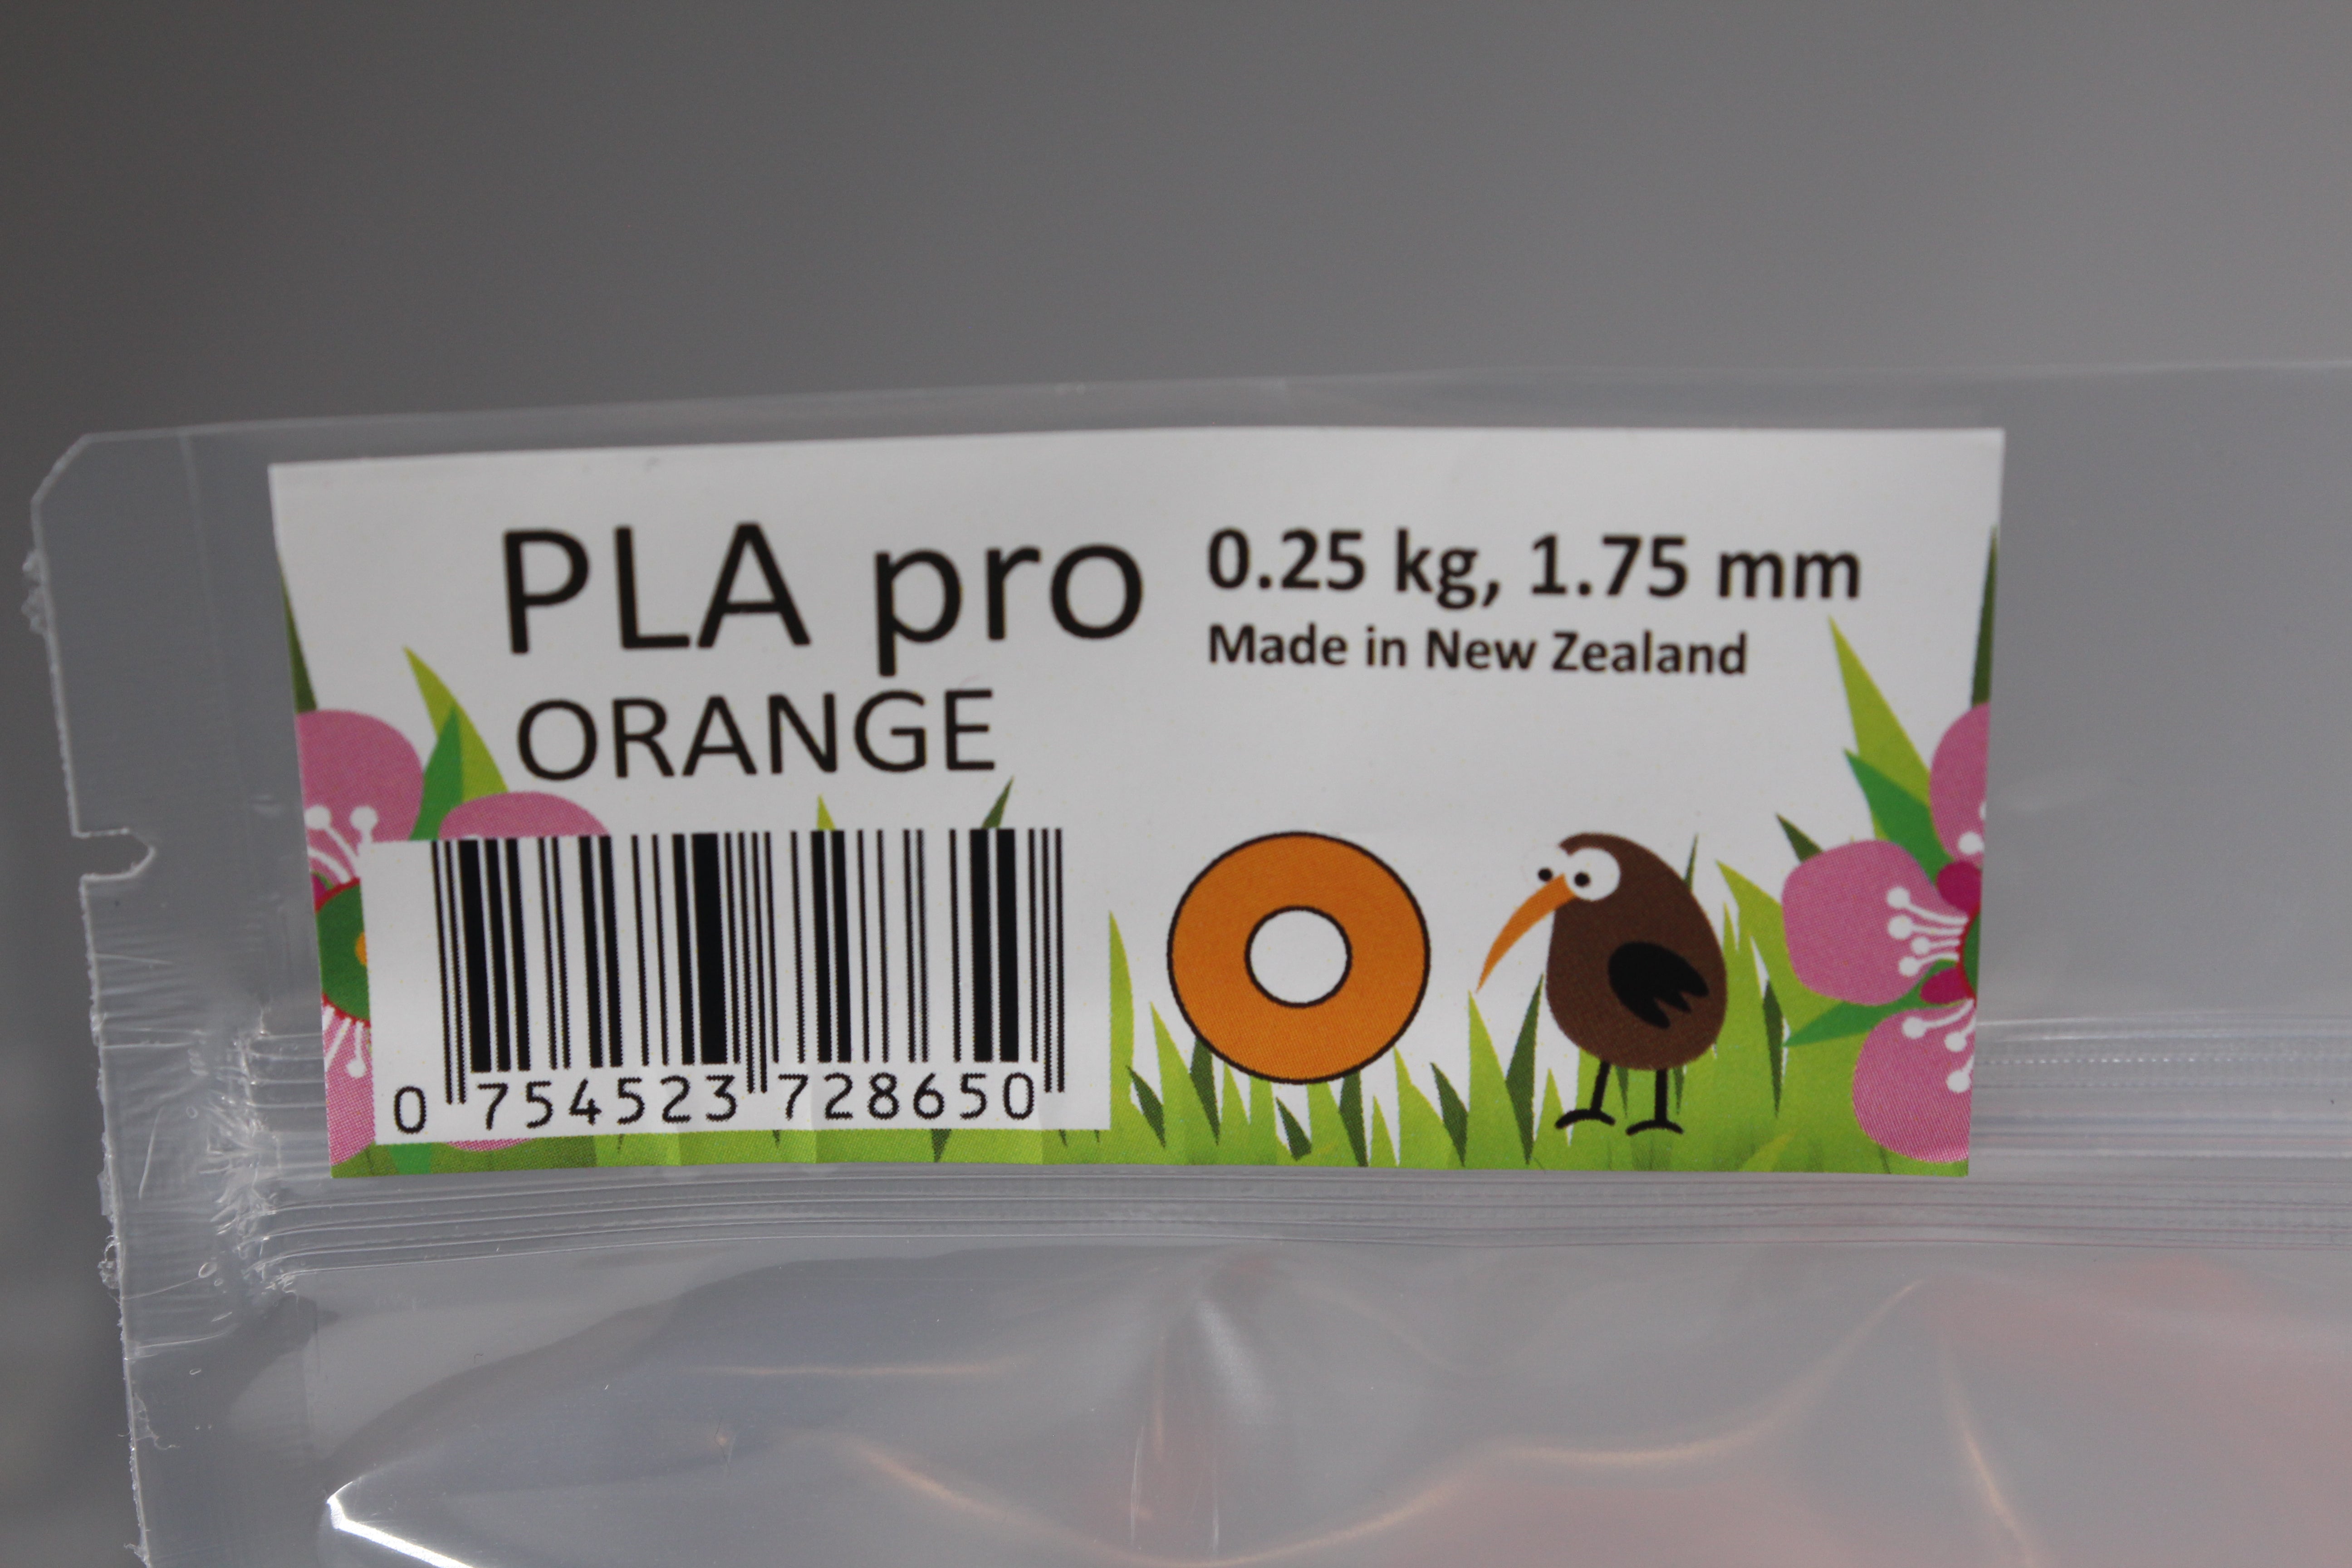 PLA pro
ORANGE
0.25 kg, 1.75 mm
Made in New Zealand
0 754523 728650